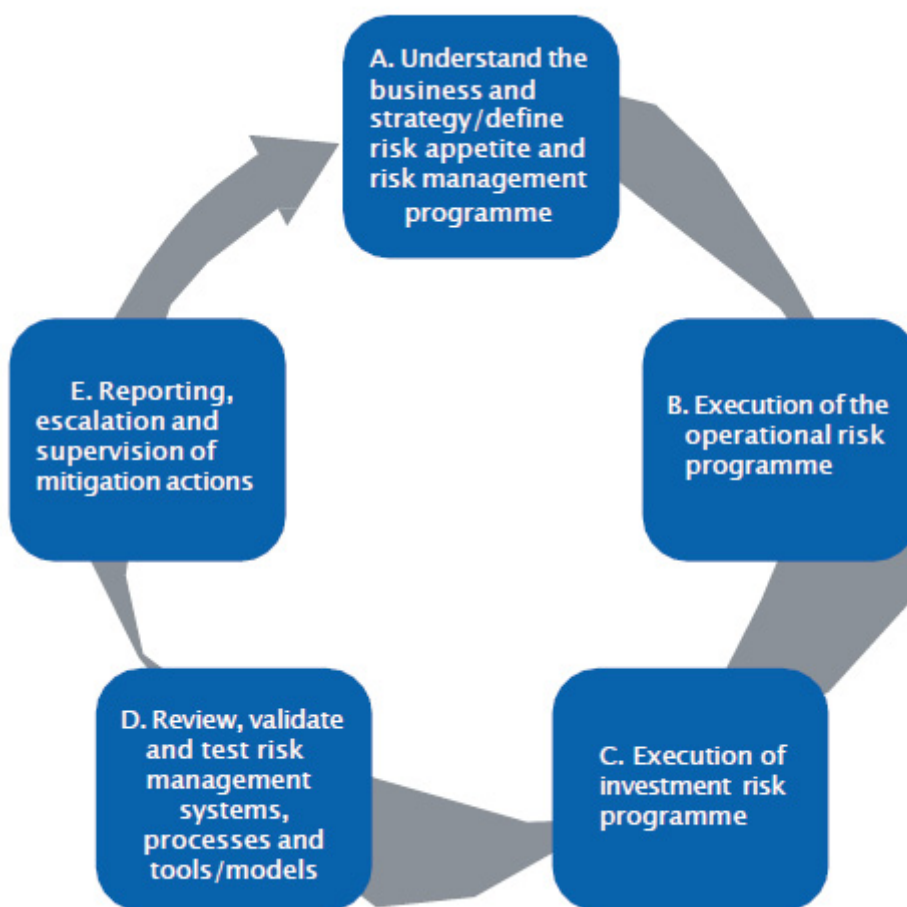 A. Understand the
business and
strategy/define
risk appetite and
risk management
programme
B. Execution of the
operational risk
programme
C. Execution of
investment risk
programme
D. Review, validate
and test risk
management
systems,
processes and
tools/models
E. Reporting,
escalation and
supervision of
mitigation actions